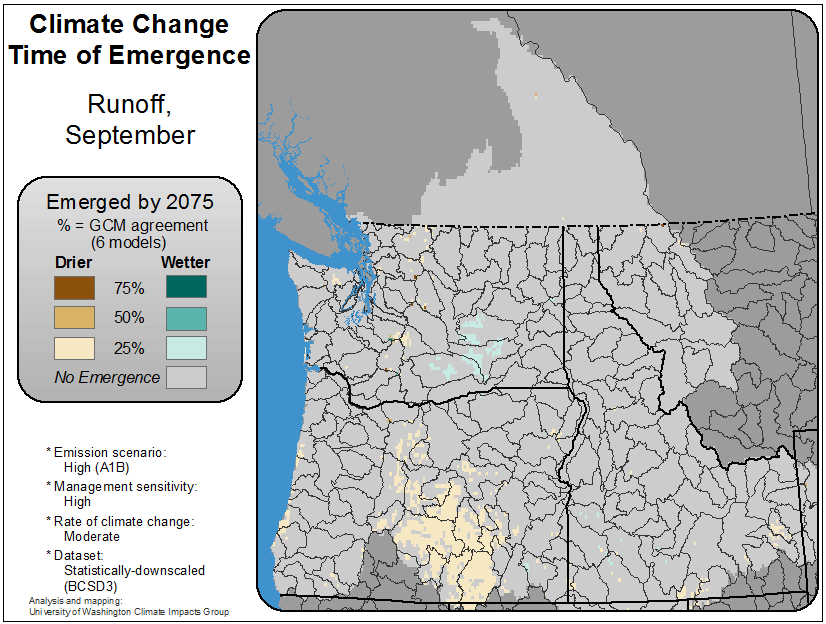 Climate Change
Time of Emergence
Runoff,
September
Emerged by 2075
% = GCM agreement
(6 models)
Drier Wetter
75%
50%
25%
No Emergence
* Emission scenario:
High (A1B)
* Management sensitivity:
High
* Rate of climate change:
Moderate
* Dataset:
Statistically-downscaled
(BCSD3)
Analysis and mapping:
University of Washington Climate Impacts Group